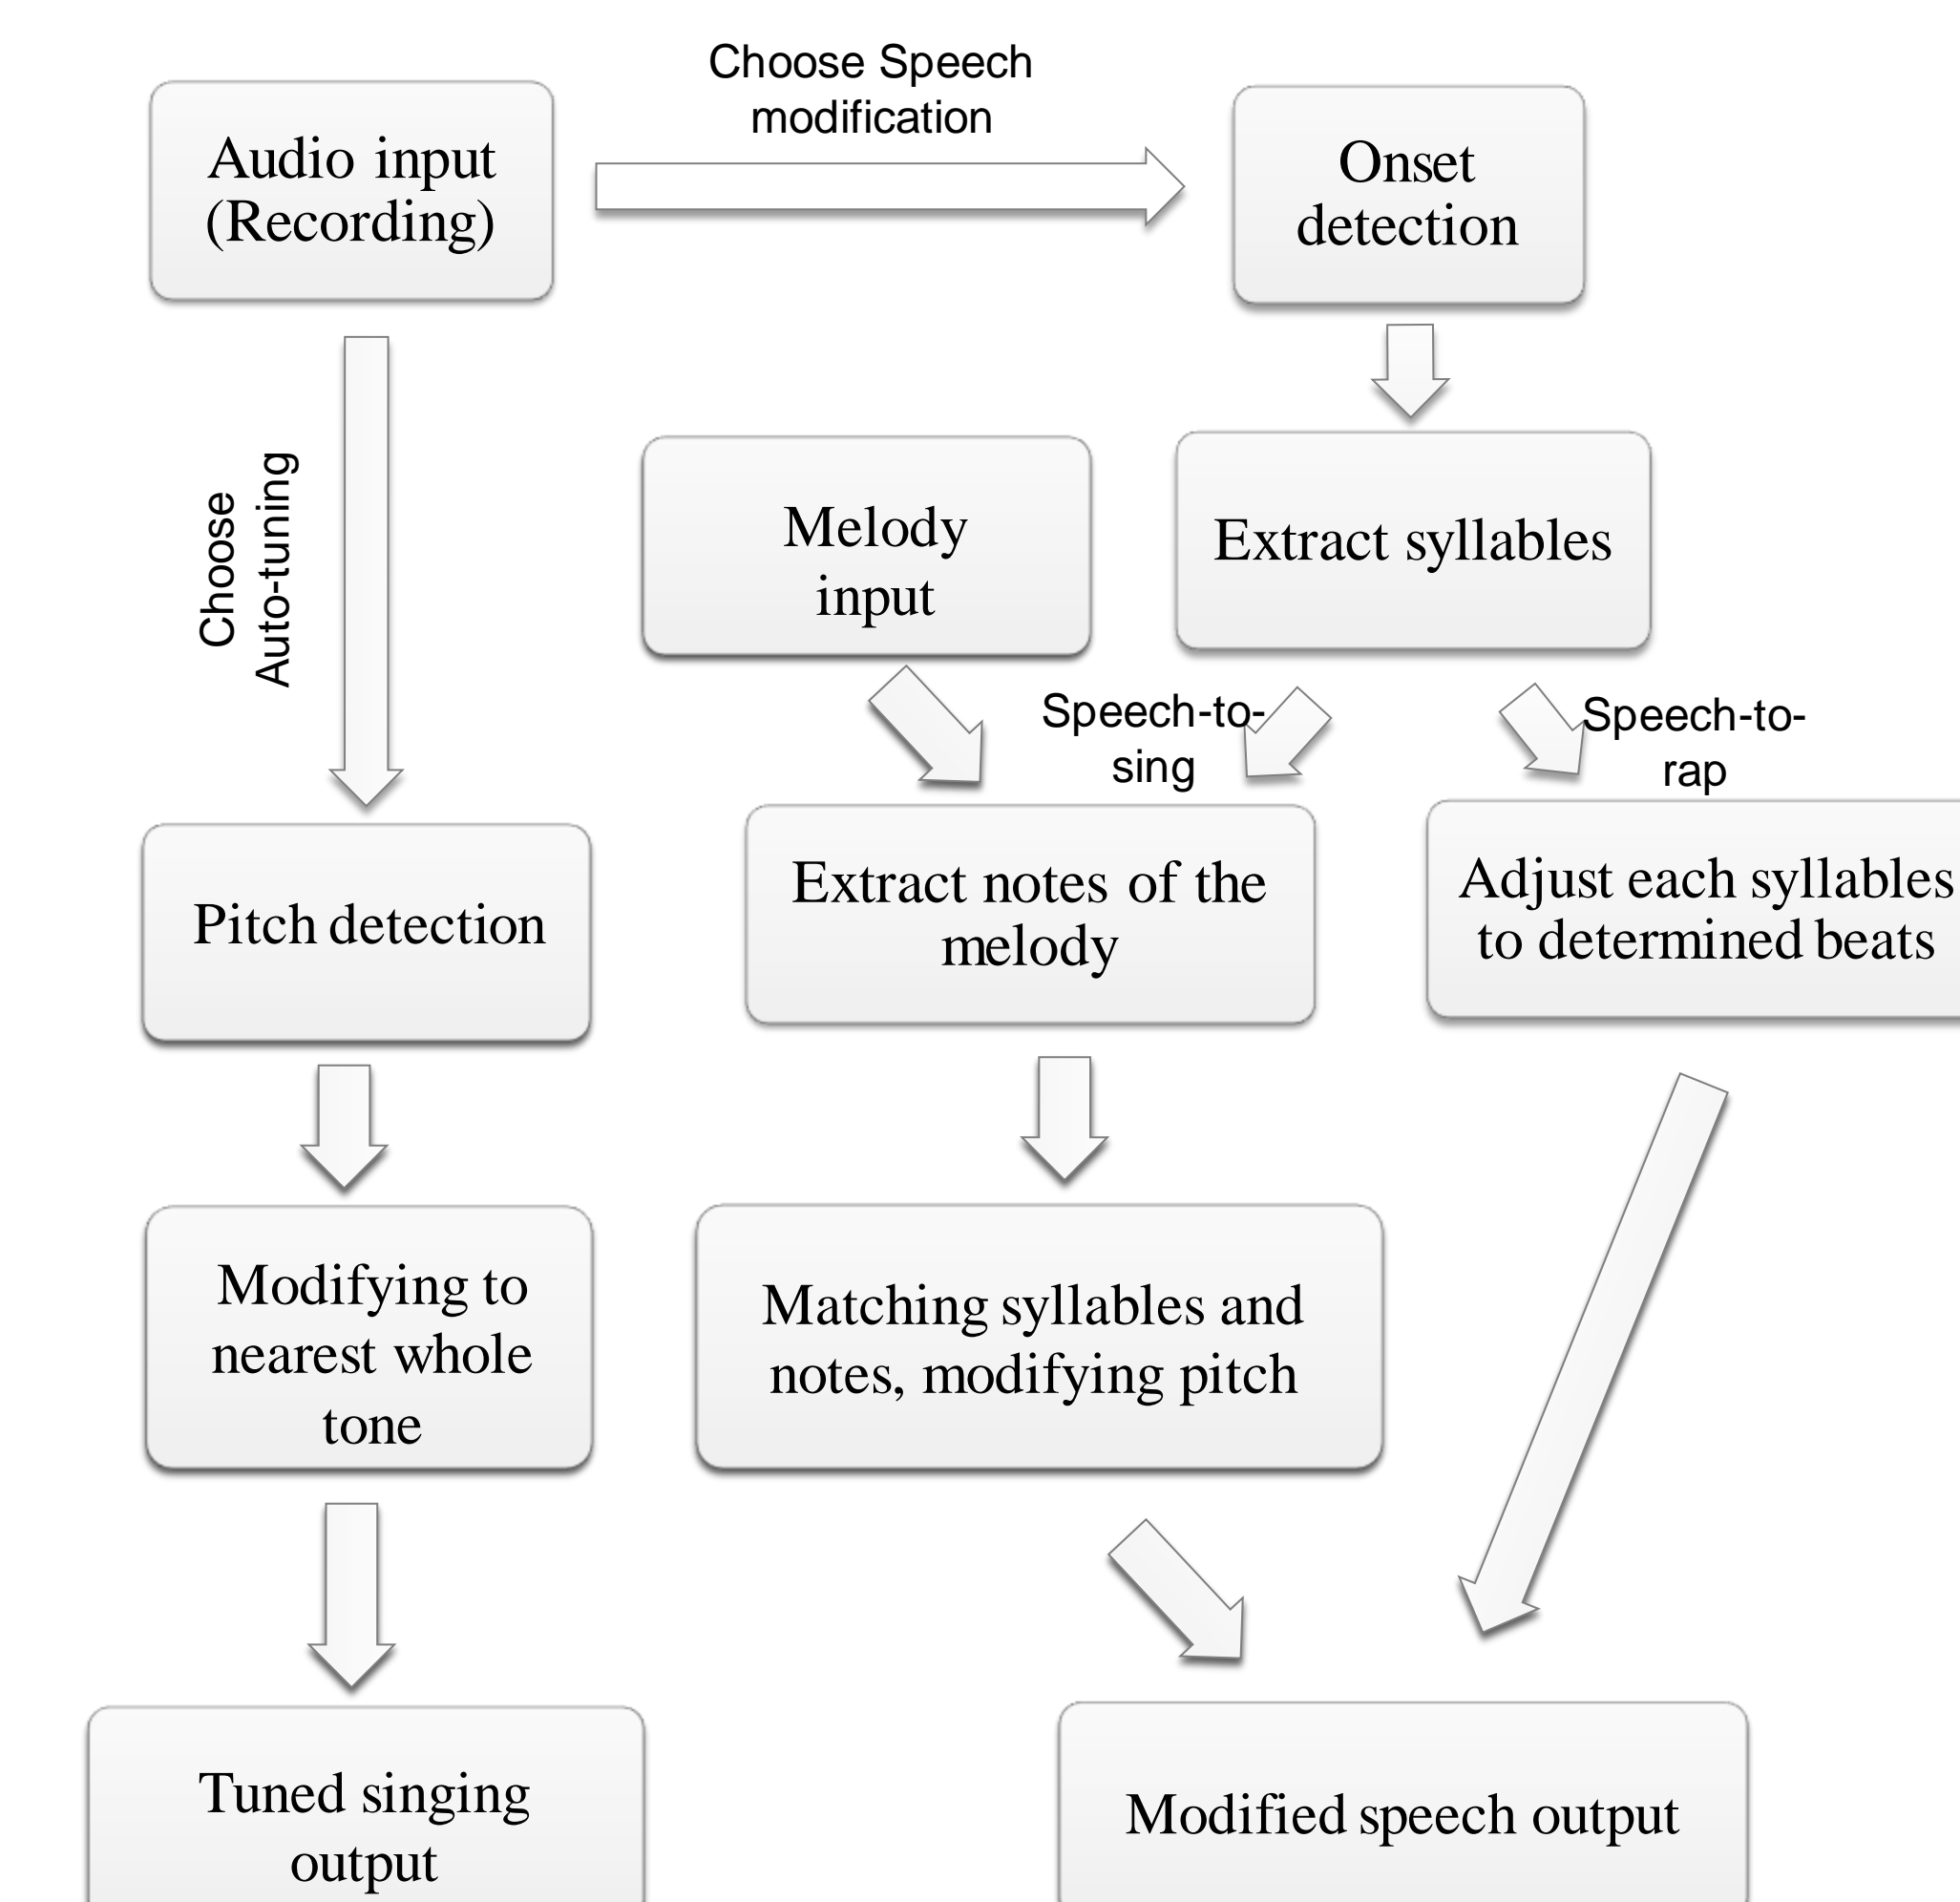 Choose Speech
modification
Audio input
(Recording)
Onset
detection
Choose
Auto-tuning
Melody
input
Extract syllables
Speech-to-
sing
Speech-to-
rap
Pitch detection
Extract notes of the
melody
Adjust each syllables
to determined beats
Modifying to
nearest whole
tone
Matching syllables and
notes, modifying pitch
Tuned singing
output
Modified speech output